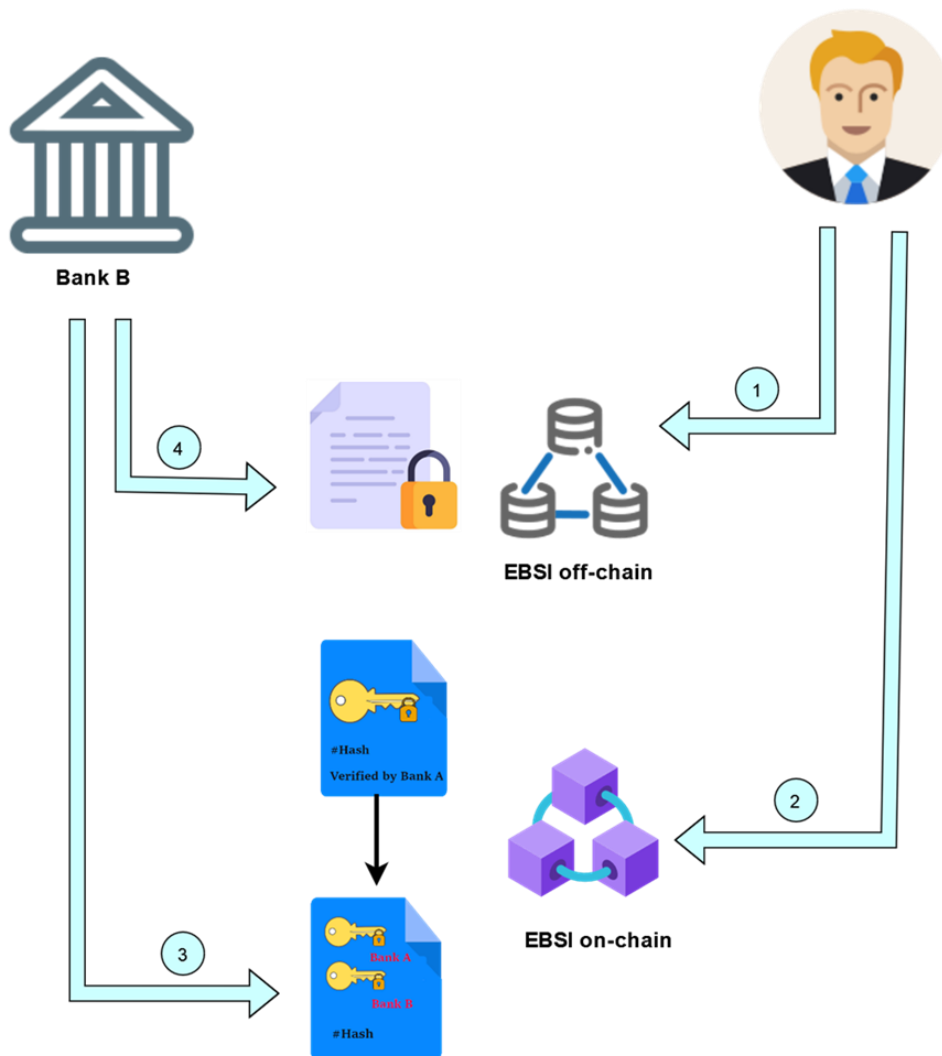 Bank B
1
4
EBSI off-chain
#Hash
Verified by Bank A
2
EBSI on-chain
3
Bank A
Bank B
#Hash